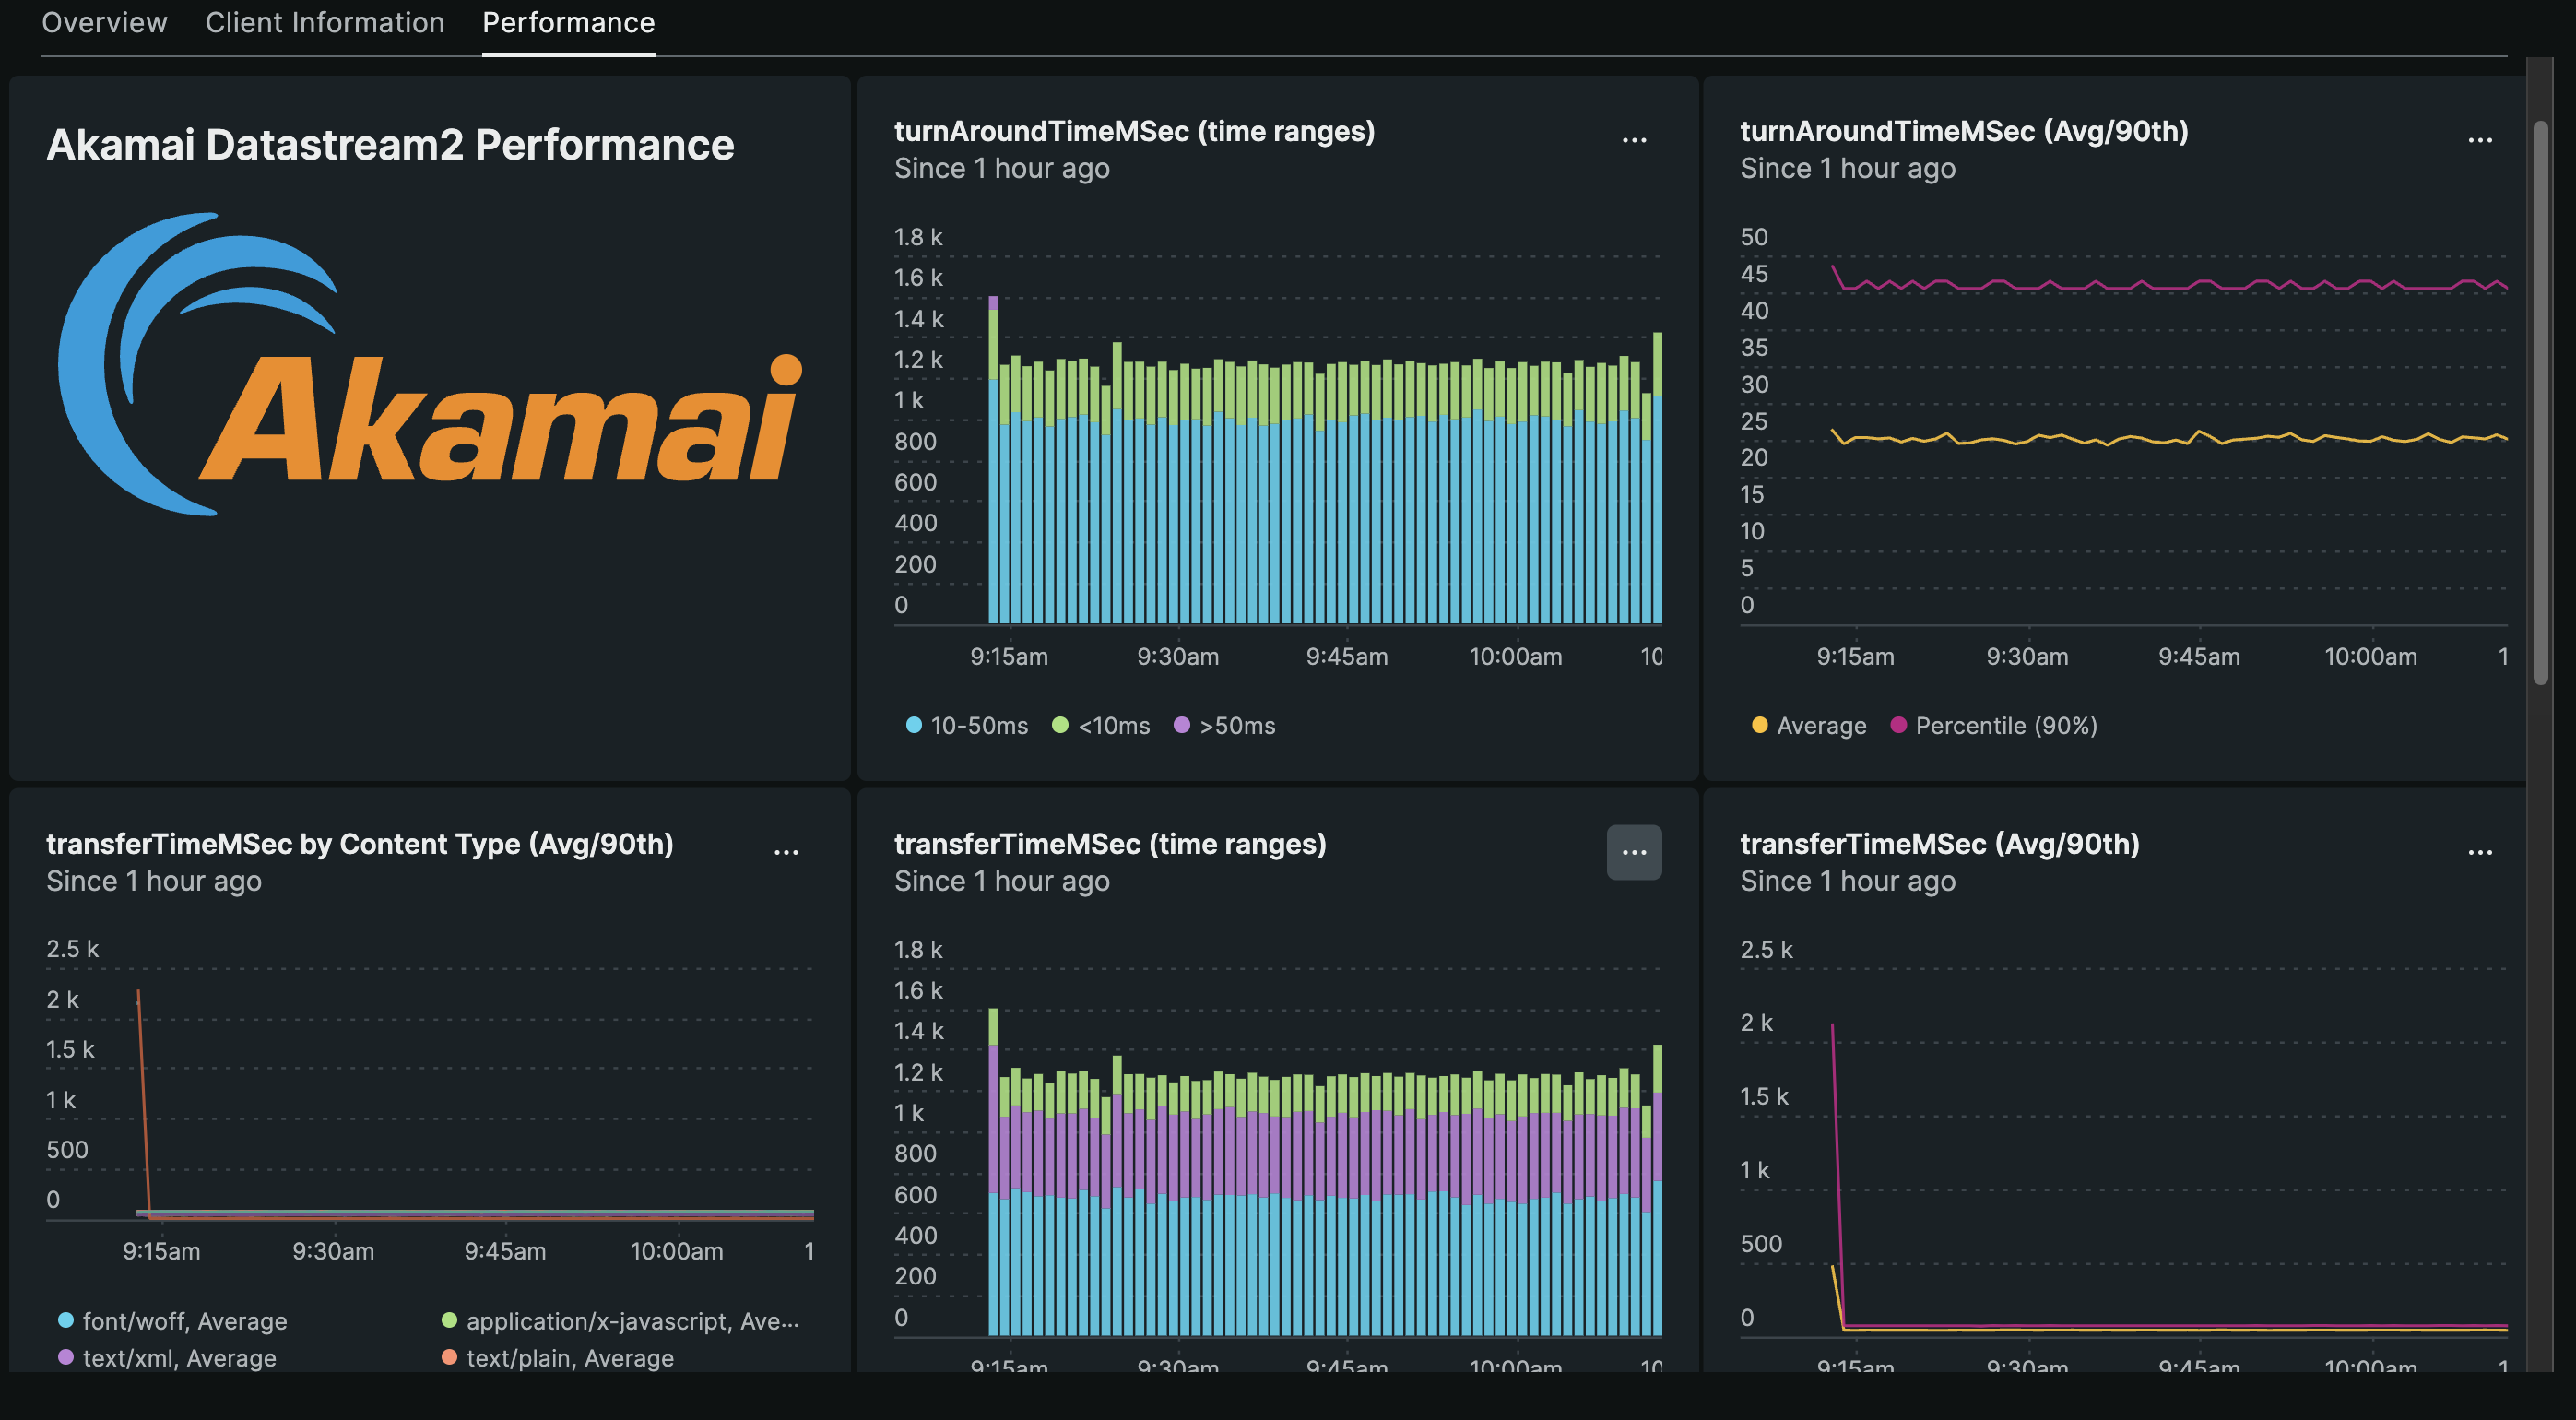 Overview Client Information Performance
Akamai Datastream2 Performance
Akamai
turnAroundTimeMSec (time ranges)
Since 1 hour ago
1.8 k
1.6 k
1.4 k
1.2 k
1 k
800
600
400
200
0
9:15am 9:30am 9:45am 10:00am 10
10-50ms <10ms >50ms
turnAroundTimeMSec (Avg/90th)
Since 1 hour ago
50
45
40
35
30
25
20
15
10
5
0
9:15am 9:30am 9:45am 10:00am 1
Average Percentile (90%)
transferTimeMSec by Content Type (Avg/90th)
Since 1 hour ago
2.5 k
2 k
1.5 k
1 k
500
0
9:15am 9:30am 9:45am 10:00am 1
font/woff, Average application/x-javascript, Ave...
text/xml, Average text/plain, Average
transferTimeMSec (time ranges)
Since 1 hour ago
1.8 k
1.6 k
1.4 k
1.2 k
1 k
800
600
400
200
0
9:15am 9:30am 9:45am 10:00am 10
transferTimeMSec (Avg/90th)
Since 1 hour ago
2.5 k
2 k
1.5 k
1 k
500
0
9:15am 9:30am 9:45am 10:00am 1